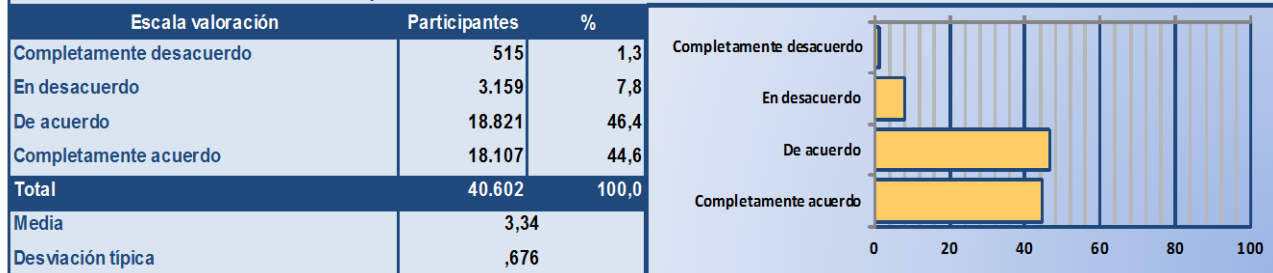 Escala valoración Participantes %
Completamente desacuerdo 515 1,3
En desacuerdo 3.159 7,8
De acuerdo 18.821 46,4
Completamente acuerdo 18.107 44,6
Total 40.602 100,0
Media 3,34
Desviación típica ,676
Completamente desacuerdo
En desacuerdo
De acuerdo
Completamente acuerdo
0 20 40 60 80 100